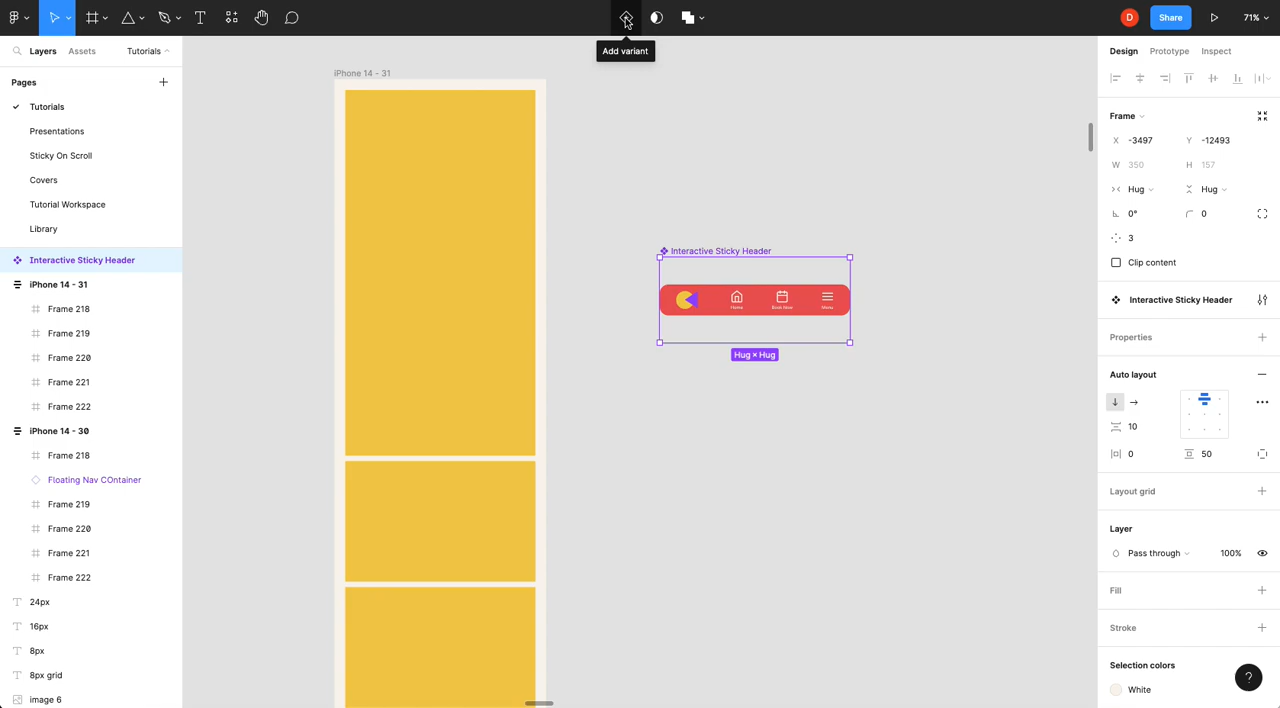 D
Share
71%
Add variant
Layers
Assets
Tutorials
Pages
Tutorials
Presentations
Sticky On Scroll
Covers
Tutorial Workspace
Library
Interactive Sticky Header
iPhone 14 - 31
Frame 218
Frame 219
Frame 220
Frame 221
Frame 222
iPhone 14 - 30
Frame 218
Floating Nav COntainer
Frame 219
Frame 220
Frame 221
Frame 222
24px
16px
8px
8px grid
image 6
iPhone 14 - 31
Interactive Sticky Header
Home
Book Now
Menu
Hug × Hug
Design
Prototype
Inspect
Frame
X -3497
Y -12493
W 350
H 157
Hug
Hug
0°
0
3
Clip content
Interactive Sticky Header
Properties
Auto layout
10
0
50
Layout grid
Layer
Pass through
100%
Fill
Stroke
Selection colors
White
?